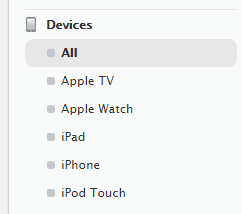 Devices
All
Apple TV
Apple Watch
iPad
iPhone
iPod Touch